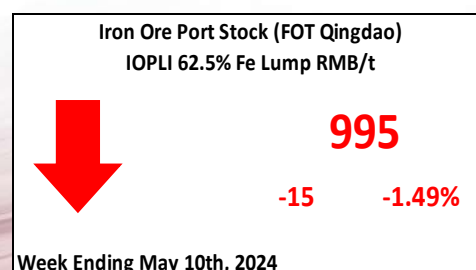 Iron Ore Port Stock (FOT Qingdao)
IOPLI 62.5% Fe Lump RMB/t
995
-15 -1.49%
Week Ending May 10th, 2024